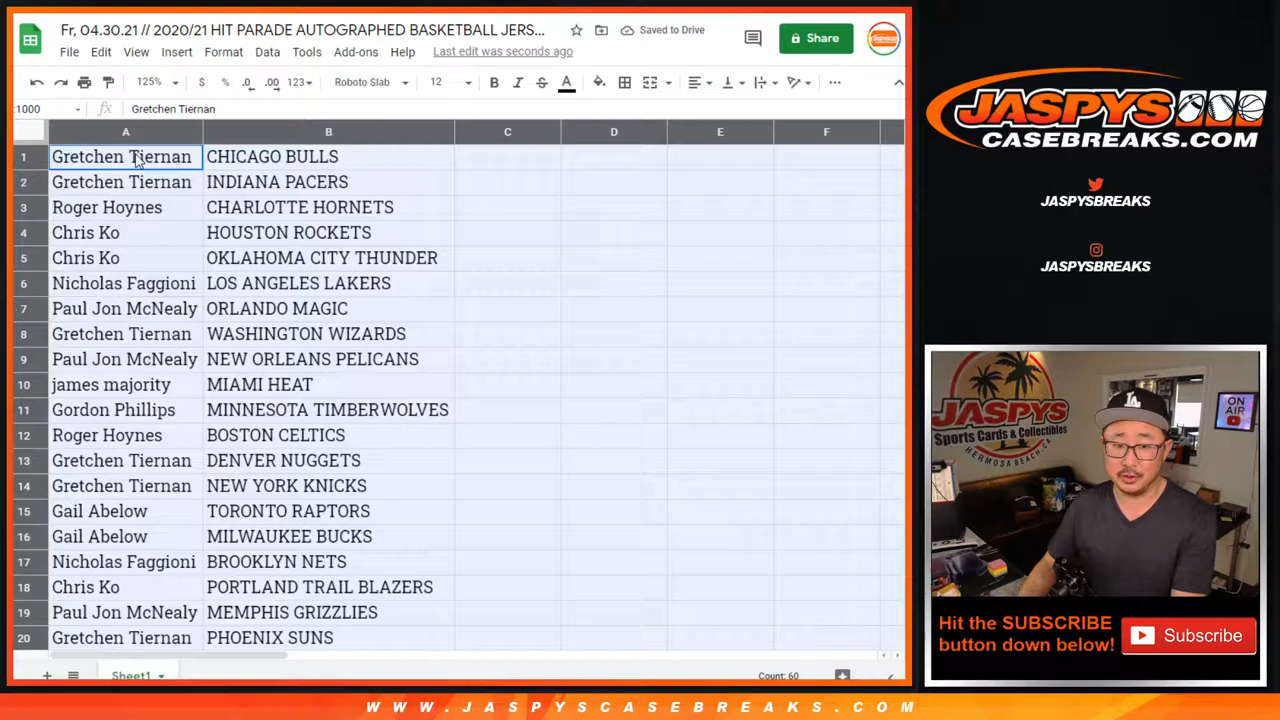 Fr, 04.30.21 // 2020/21 HIT PARADE AUTOGRAPHED BASKETBALL JERS...
Saved to Drive
Share
File Edit View Insert Format Data Tools Add-ons Help Last edit was seconds ago
125% $ % .0 .00 123 Roboto Slab 12 B I S A
:1000 fx Gretchen Tiernan
A B C D E F
1 Gretchen Tiernan CHICAGO BULLS
2 Gretchen Tiernan INDIANA PACERS
3 Roger Hoynes CHARLOTTE HORNETS
4 Chris Ko HOUSTON ROCKETS
5 Chris Ko OKLAHOMA CITY THUNDER
6 Nicholas Faggioni LOS ANGELES LAKERS
7 Paul Jon McNealy ORLANDO MAGIC
8 Gretchen Tiernan WASHINGTON WIZARDS
9 Paul Jon McNealy NEW ORLEANS PELICANS
10 james majority MIAMI HEAT
11 Gordon Phillips MINNESOTA TIMBERWOLVES
12 Roger Hoynes BOSTON CELTICS
13 Gretchen Tiernan DENVER NUGGETS
14 Gretchen Tiernan NEW YORK KNICKS
15 Gail Abelow TORONTO RAPTORS
16 Gail Abelow MILWAUKEE BUCKS
17 Nicholas Faggioni BROOKLYN NETS
18 Chris Ko PORTLAND TRAIL BLAZERS
19 Paul Jon McNealy MEMPHIS GRIZZLIES
20 Gretchen Tiernan PHOENIX SUNS
Sheet1
Count: 60
JASPYS
CASEBREAKS.COM
JASPYSBREAKS
JASPYSBREAKS
JASPYS
Sports Cards & Collectibles
HERMOSA BEACH, CA
LA
ON
AIR
Hit the SUBSCRIBE
button down below!
Subscribe
WWW.JASPYSCASEBREAKS.COM